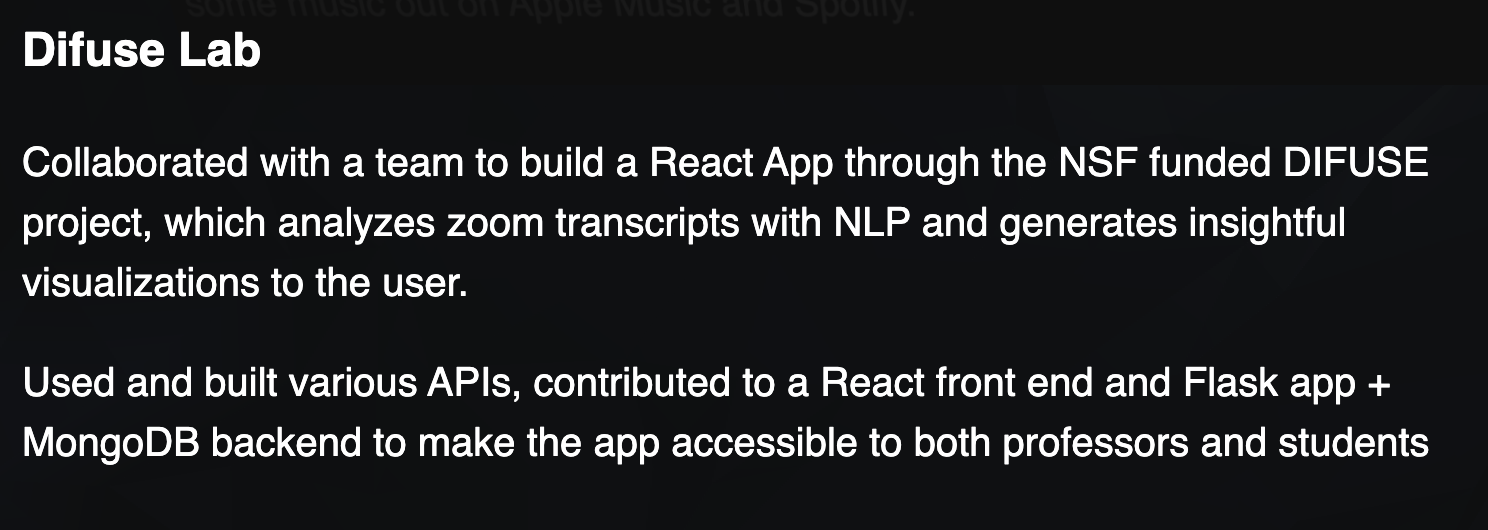 some music out on Apple Music and Spotify.
Difuse Lab
Collaborated with a team to build a React App through the NSF funded DIFUSE
project, which analyzes zoom transcripts with NLP and generates insightful
visualizations to the user.
Used and built various APIs, contributed to a React front end and Flask app +
MongoDB backend to make the app accessible to both professors and students